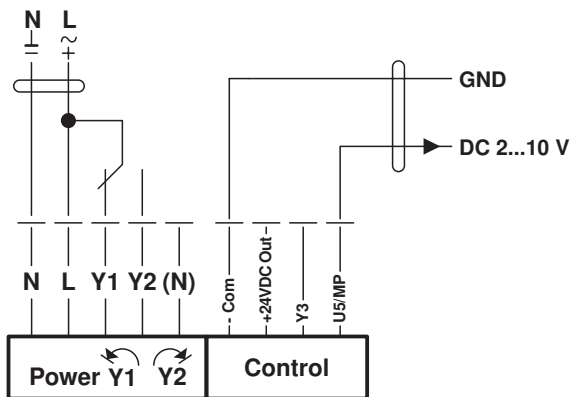 N L
⊥ ~
= +
GND
DC 2...10 V
N L Y1 Y2 (N)
- Com
+24VDC Out
Y3
U5/MP
Power Y1 Y2
Control